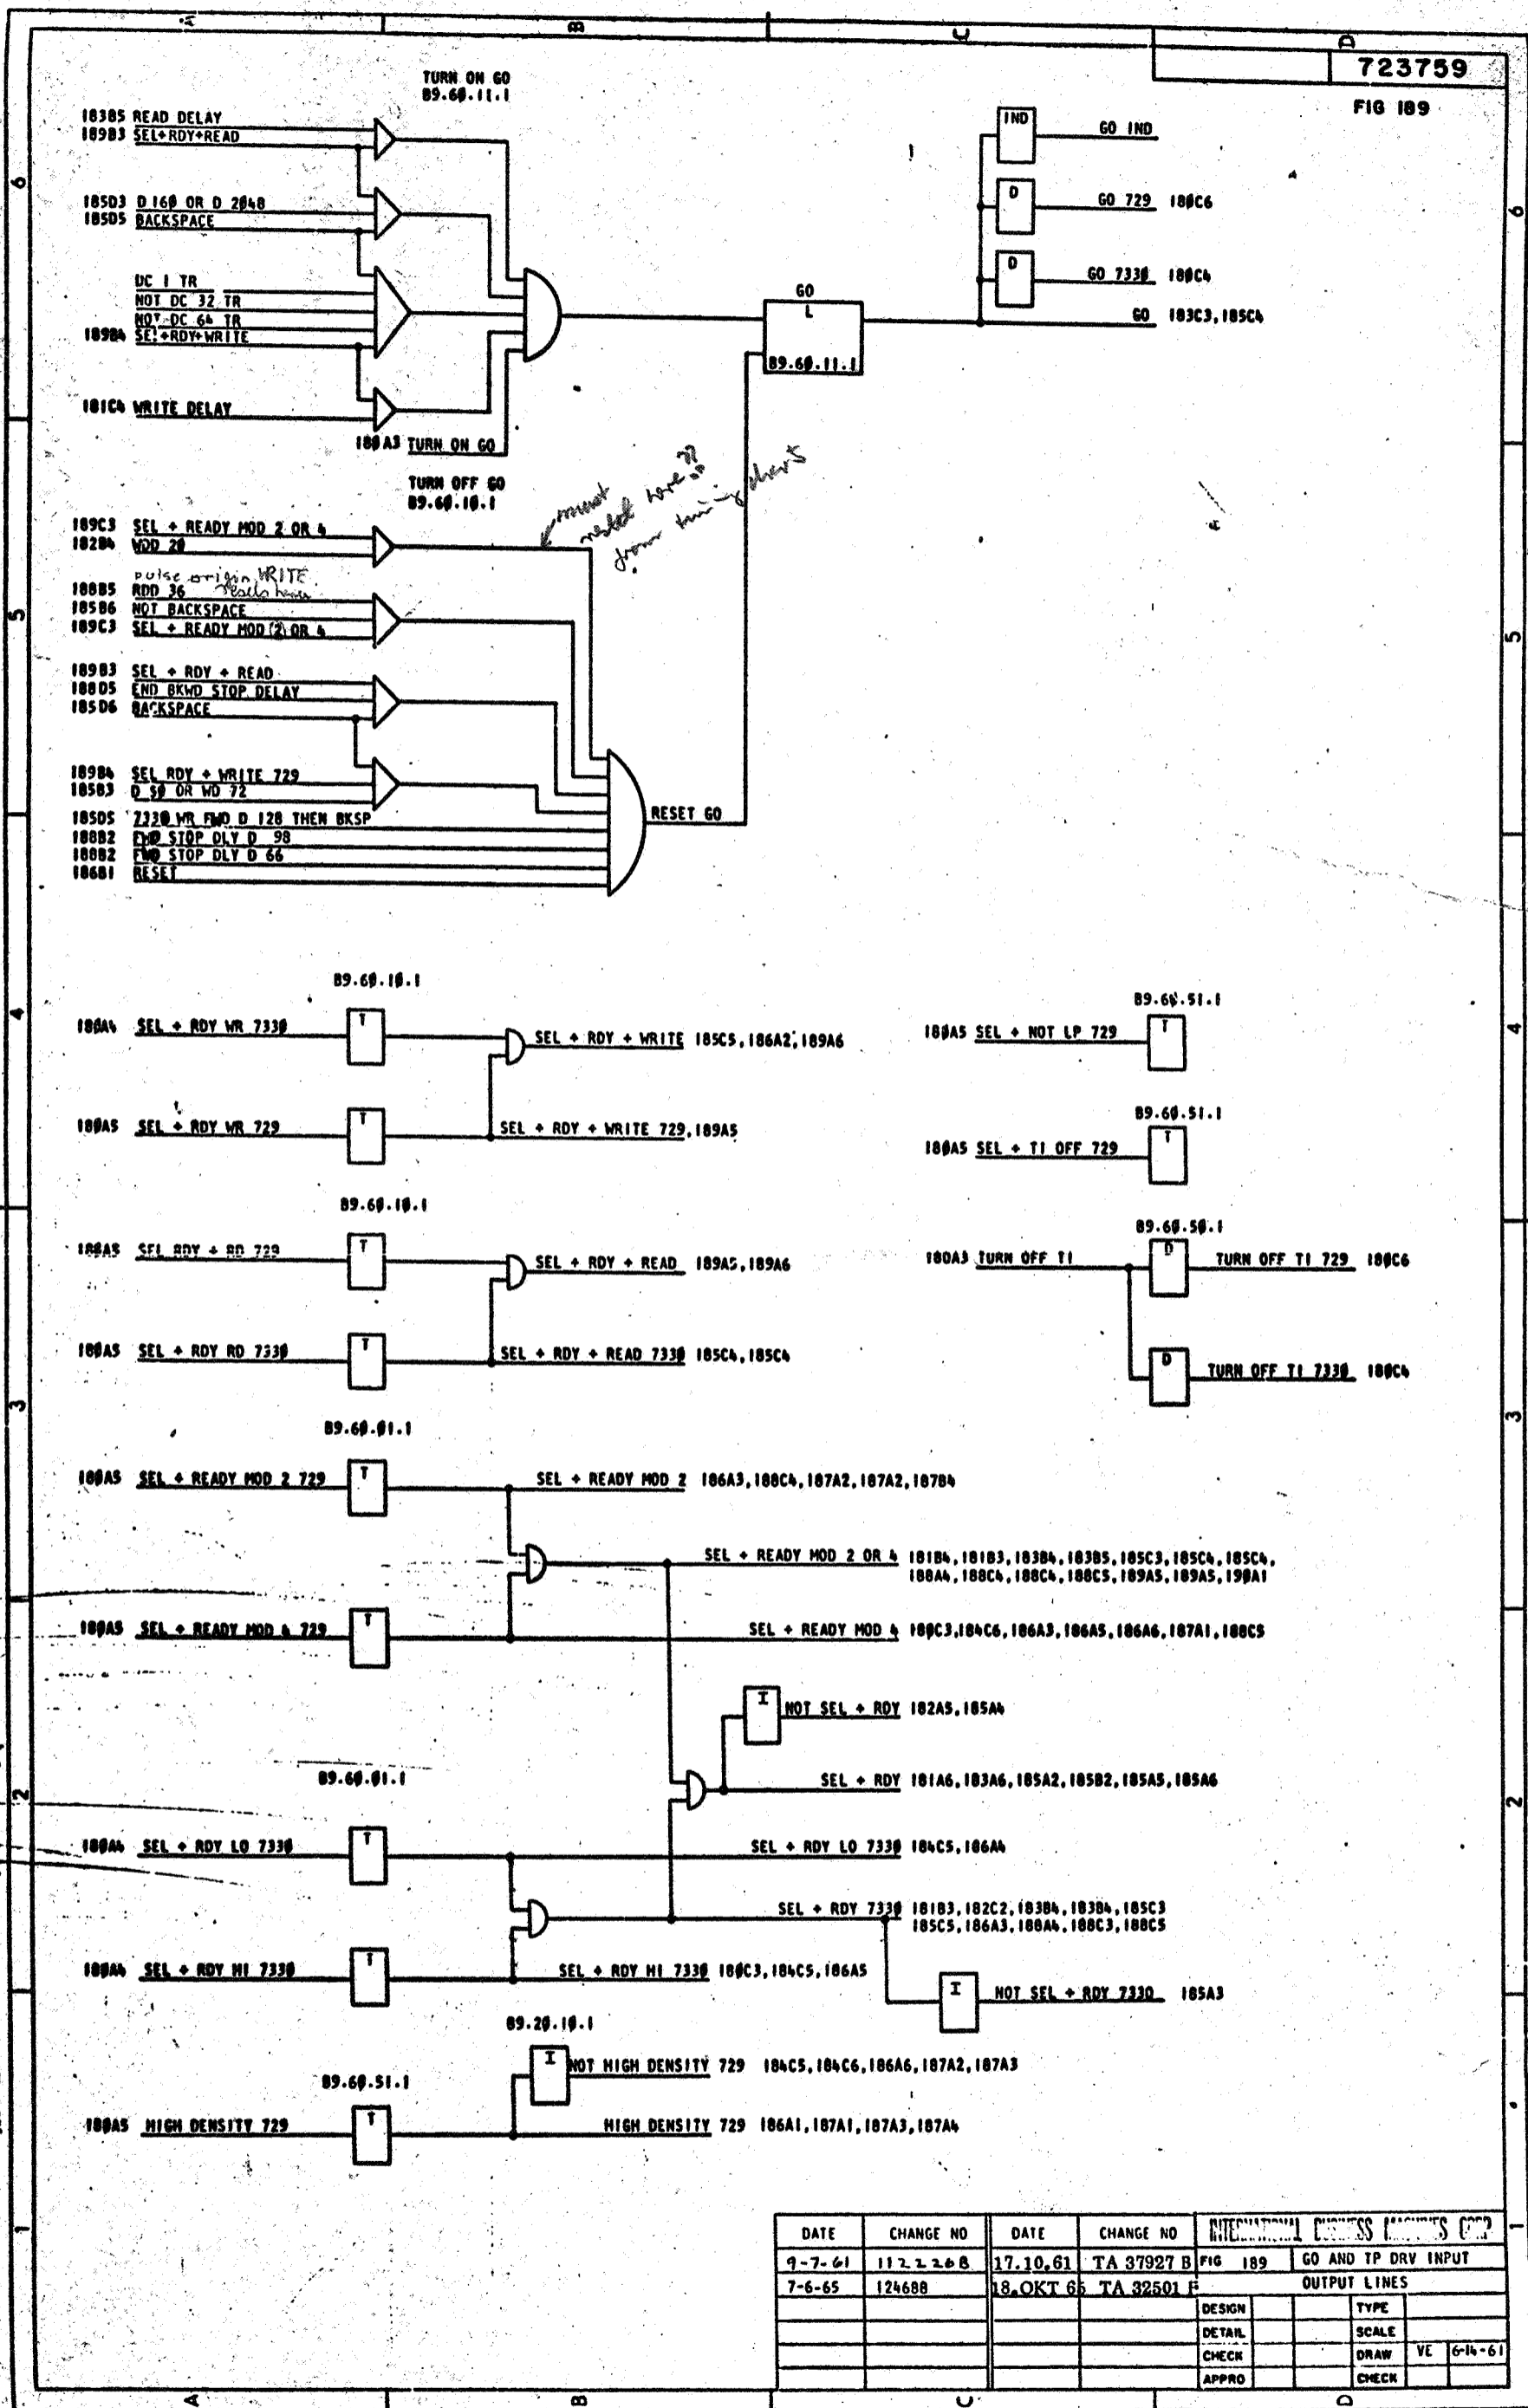 A B C D
723759
FIG 189
TURN ON GO
B9.60.11.1
183B5 READ DELAY
189B3 SEL+RDY+READ
185D3 D 160 OR D 2048
185D5 BACKSPACE
DC 1 TR
NOT DC 32 TR
NOT DC 64 TR
189B4 SEL+RDY+WRITE
181C4 WRITE DELAY
180A3 TURN ON GO
GO
L
B9.60.11.1
IND
GO IND
D
GO 729 180C6
D
GO 7330 180C4
GO 183C3,185C4
TURN OFF GO
B9.60.10.1
must
from timing charts
189C3 SEL + READY MOD 2 OR 4
182B4 WDD 20
pulse origin WRITE
188B5 RDD 36
185B6 NOT BACKSPACE
189C3 SEL + READY MOD 2 OR 4
189B3 SEL + RDY + READ
188D5 END BKWD STOP DELAY
185D6 BACKSPACE
189B4 SEL RDY + WRITE 729
185B3 D 50 OR WD 72
185D5 7330 WR FWD D 128 THEN BKSP
188B2 FWD STOP DLY D 98
188B2 FWD STOP DLY D 66
186B1 RESET
RESET GO
B9.60.10.1
180A4 SEL + RDY WR 7330
T
SEL + RDY + WRITE 185C5,186A2,189A6
180A5 SEL + RDY WR 729
T
SEL + RDY + WRITE 729,189A5
B9.60.51.1
180A5 SEL + NOT LP 729
T
B9.60.51.1
180A5 SEL + TI OFF 729
T
B9.60.10.1
180A5 SEL RDY + RD 729
T
SEL + RDY + READ 189A5,189A6
180A5 SEL + RDY RD 7330
T
SEL + RDY + READ 7330 185C4,185C4
B9.60.50.1
180A3 TURN OFF TI
D
TURN OFF TI 729 180C6
D
TURN OFF TI 7330 180C4
B9.60.01.1
180A5 SEL + READY MOD 2 729
T
SEL + READY MOD 2 186A3,188C4,187A2,187A2,187B4
SEL + READY MOD 2 OR 4 181B4,181B3,183B4,183B5,185C3,185C4,185C4,
188A4,188C4,188C4,188C5,189A5,189A5,190A1
180A5 SEL + READY MOD 4 729
T
SEL + READY MOD 4 180C3,184C6,186A3,186A5,186A6,187A1,188C5
I
NOT SEL + RDY 182A5,185A4
SEL + RDY 181A6,183A6,185A2,185B2,185A5,185A6
B9.60.01.1
180A4 SEL + RDY LO 7330
T
SEL + RDY LO 7330 184C5,186A4
SEL + RDY 7330 181B3,182C2,183B4,183B4,185C3
185C5,186A3,188A4,188C3,188C5
180A4 SEL + RDY HI 7330
T
SEL + RDY HI 7330 180C3,184C5,186A5
I
NOT SEL + RDY 7330 185A3
B9.20.10.1
I
NOT HIGH DENSITY 729 184C5,184C6,186A6,187A2,187A3
B9.60.51.1
180A5 HIGH DENSITY 729
T
HIGH DENSITY 729 186A1,187A1,187A3,187A4
6 5 4 3 2 1
6 5 4 3 2 1
DATE CHANGE NO DATE CHANGE NO INTERNATIONAL BUSINESS MACHINES CORP
9-7-61 112226B 17.10.61 TA 37927 B FIG 189 GO AND TP DRV INPUT
7-6-65 124688 18.OKT 65 TA 32501 F OUTPUT LINES
DESIGN TYPE
DETAIL SCALE
CHECK DRAW VE 6-14-61
APPRO CHECK
A B C D